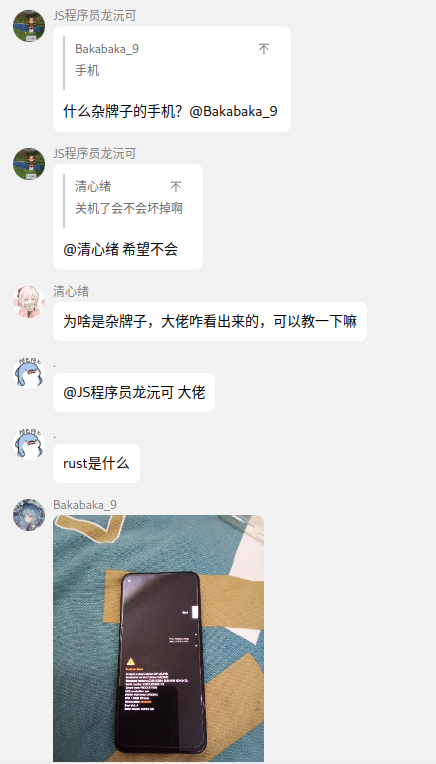 JS程序员龙沅可
Bakabaka_9
手机
什么杂牌子的手机？@Bakabaka_9
JS程序员龙沅可
清心绪
关机了会不会坏掉啊
@清心绪 希望不会
清心绪
为啥是杂牌子，大佬咋看出来的，可以教一下嘛
.
@JS程序员龙沅可 大佬
.
rust是什么
Bakabaka_9
Start